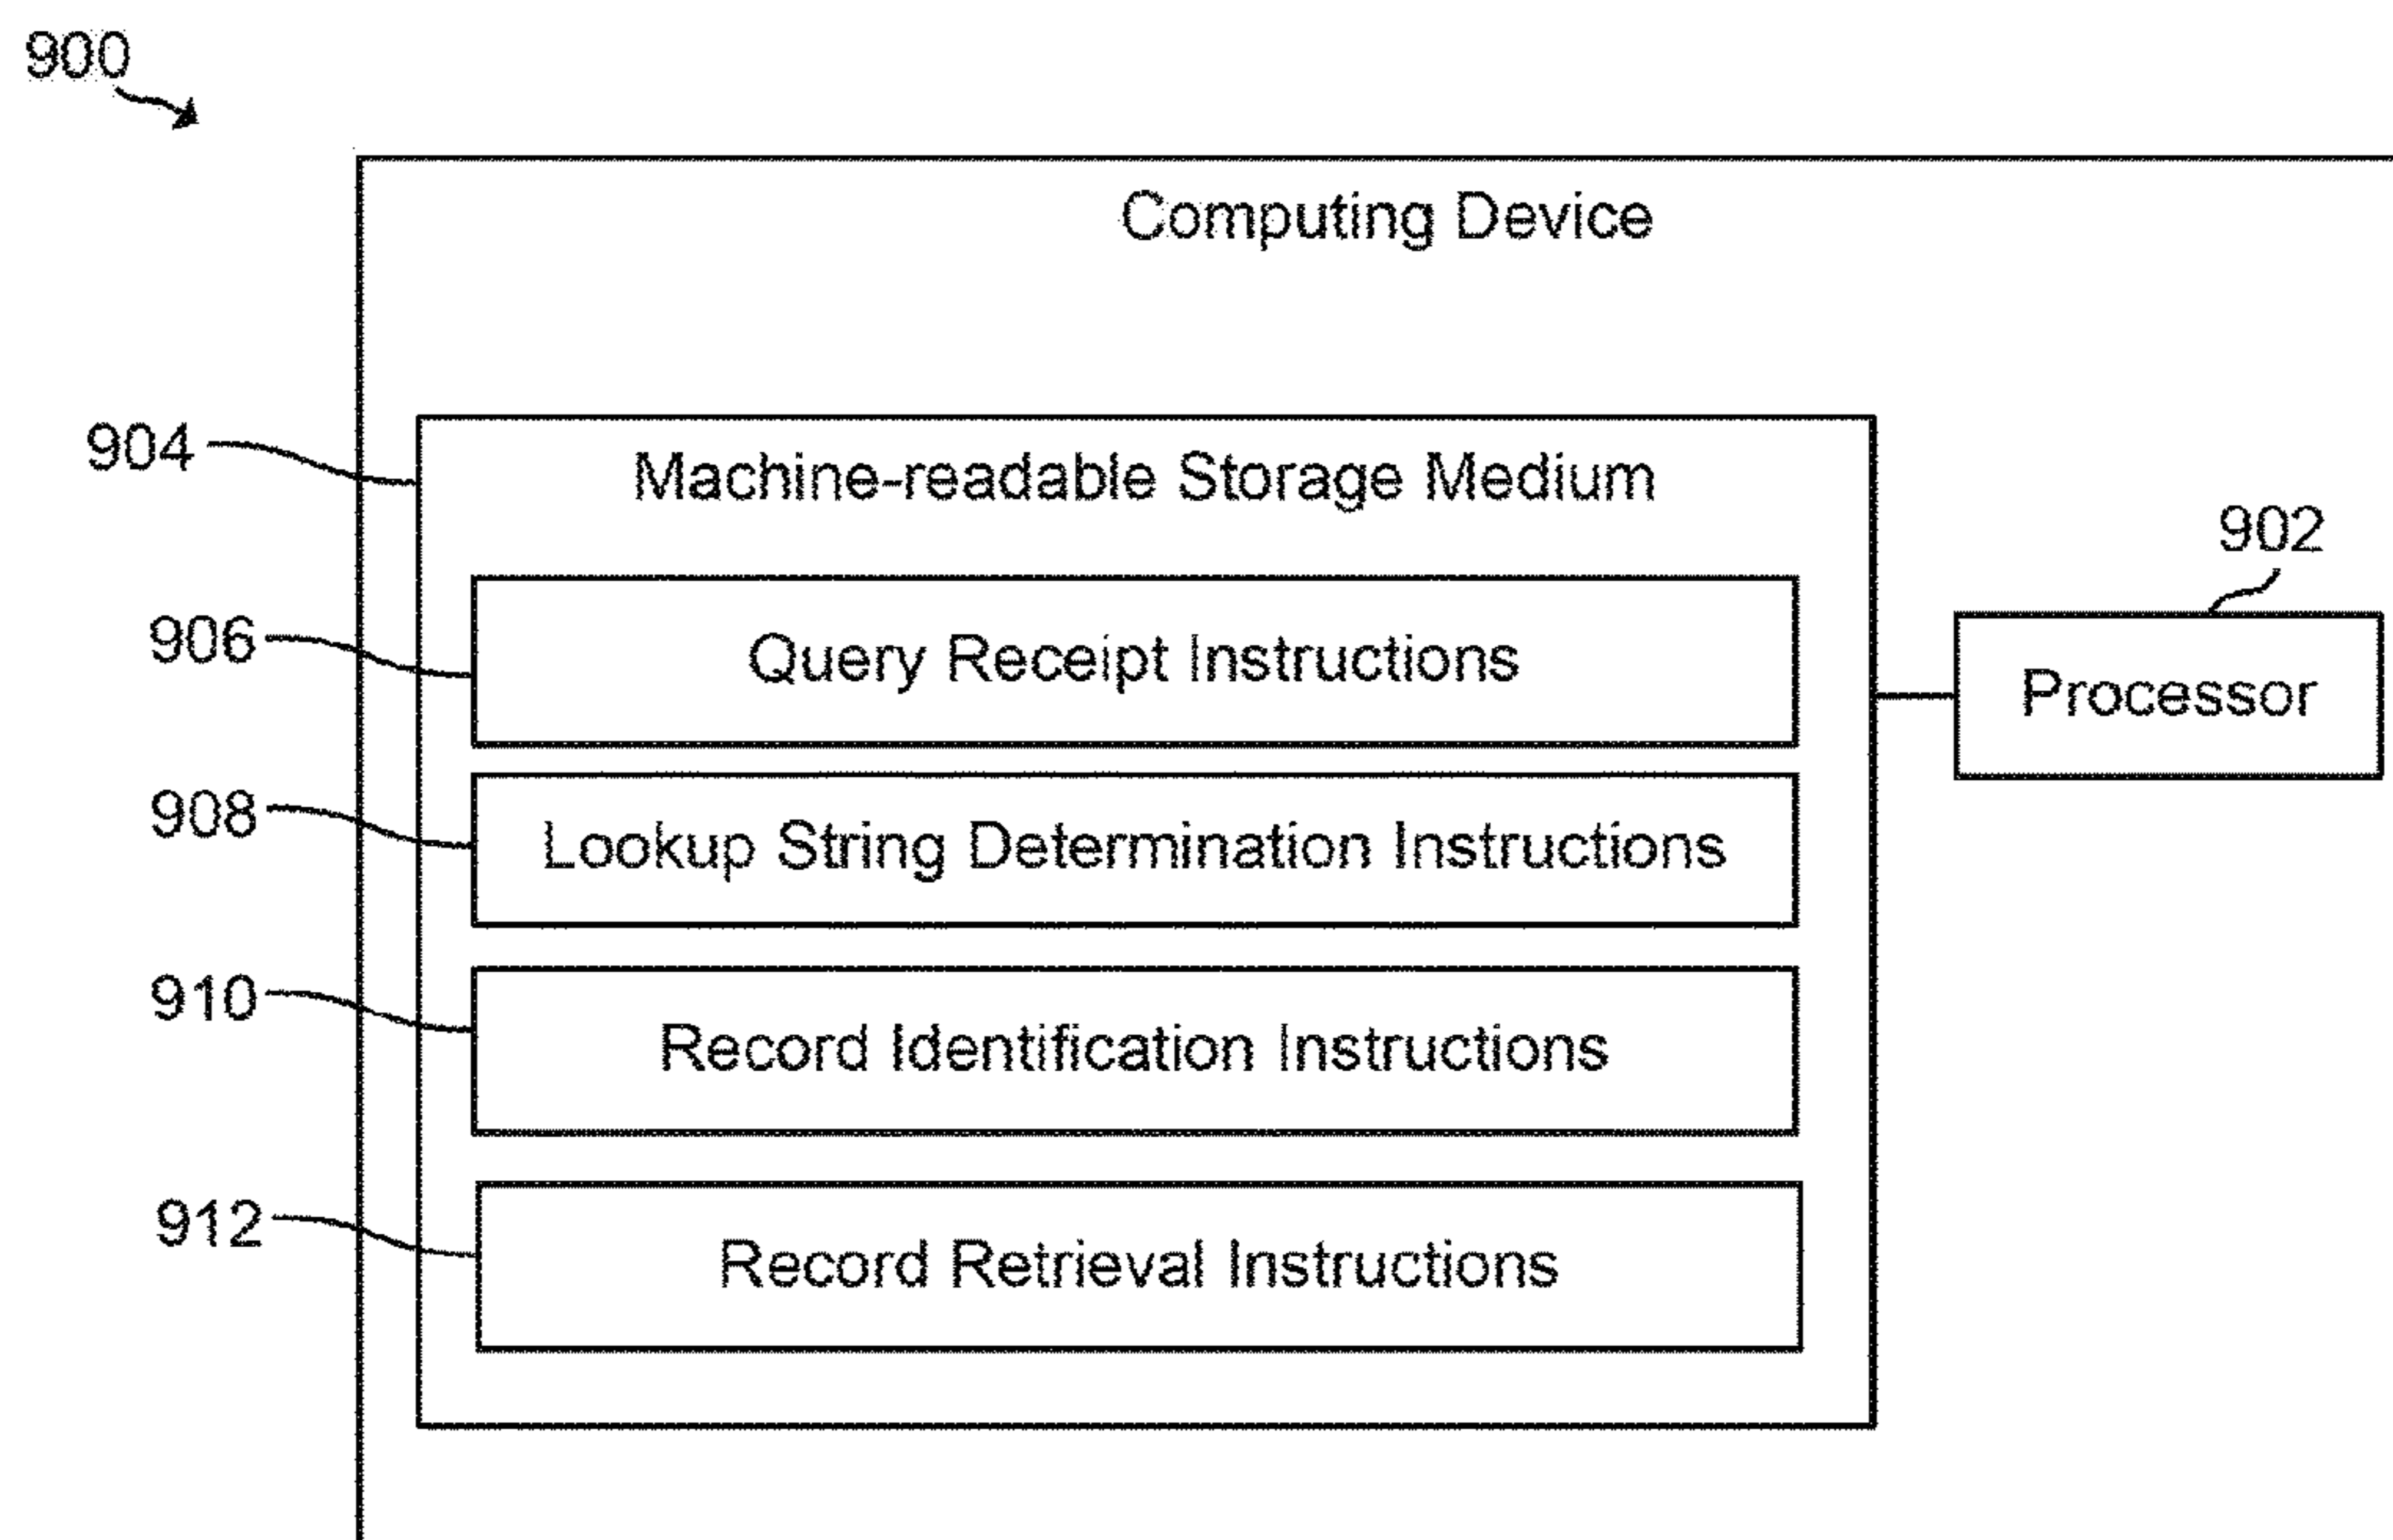 900
Computing Device
904
Machine-readable Storage Medium
902
906
Query Receipt Instructions
Processor
908
Lookup String Determination Instructions
910
Record Identification Instructions
912
Record Retrieval Instructions